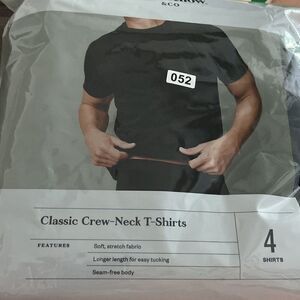 &CO
052
Classic Crew-Neck T-Shirts
FEATURES
Soft, stretch fabric
Longer length for easy tucking
Seam-free body
4
SHIRTS